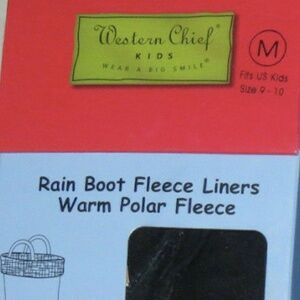 Western Chief®
KIDS
WEAR A BIG SMILE®
M
Fits US Kids
Size 9 - 10
Rain Boot Fleece Liners
Warm Polar Fleece